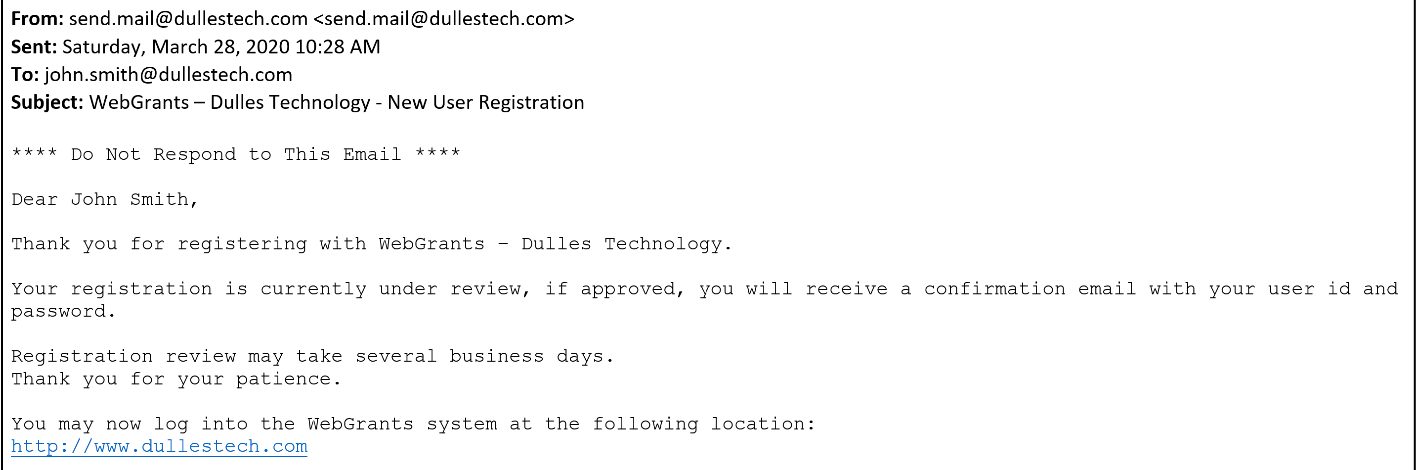 From: send.mail@dullestech.com <send.mail@dullestech.com>
Sent: Saturday, March 28, 2020 10:28 AM
To: john.smith@dullestech.com
Subject: WebGrants – Dulles Technology - New User Registration
**** Do Not Respond to This Email ****
Dear John Smith,
Thank you for registering with WebGrants – Dulles Technology.
Your registration is currently under review, if approved, you will receive a confirmation email with your user id and
password.
Registration review may take several business days.
Thank you for your patience.
You may now log into the WebGrants system at the following location:
http://www.dullestech.com